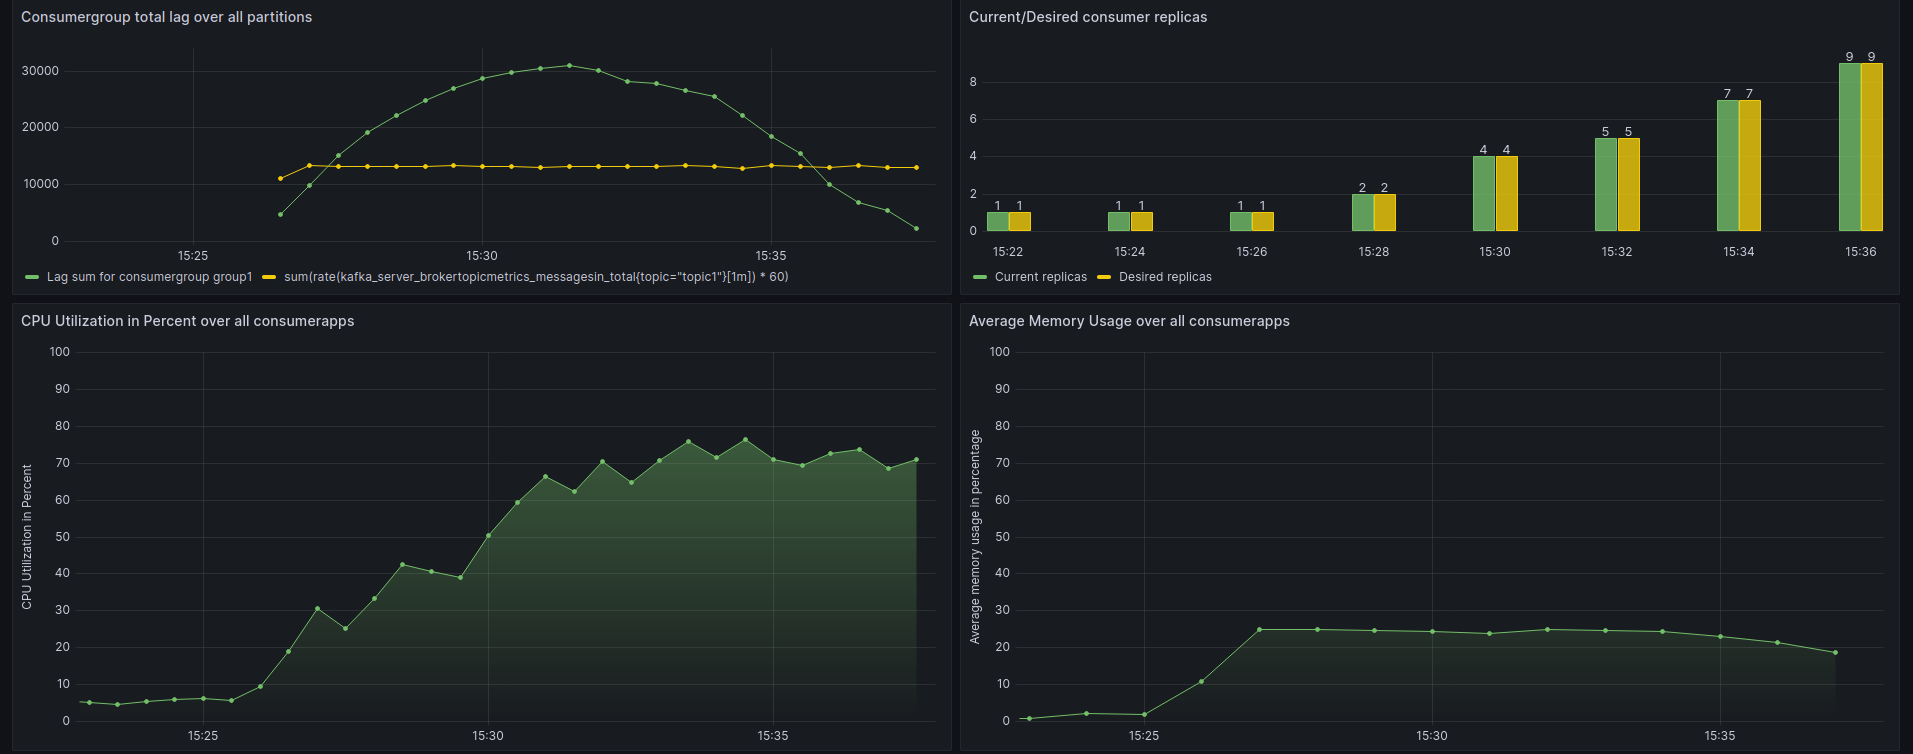 Consumergroup total lag over all partitions
30000
20000
10000
0
15:25 15:30 15:35
Lag sum for consumergroup group1 sum(rate(kafka_server_brokertopicmetrics_messagesin_total{topic="topic1"}[1m]) * 60)
Current/Desired consumer replicas
8
6
4
2
0
1 1 1 1 1 1 2 2 4 4 5 5 7 7 9 9
15:22 15:24 15:26 15:28 15:30 15:32 15:34 15:36
Current replicas Desired replicas
CPU Utilization in Percent over all consumerapps
CPU Utilization in Percent
100
90
80
70
60
50
40
30
20
10
0
15:25 15:30 15:35
Average Memory Usage over all consumerapps
Average memory usage in percentage
100
90
80
70
60
50
40
30
20
10
0
15:25 15:30 15:35